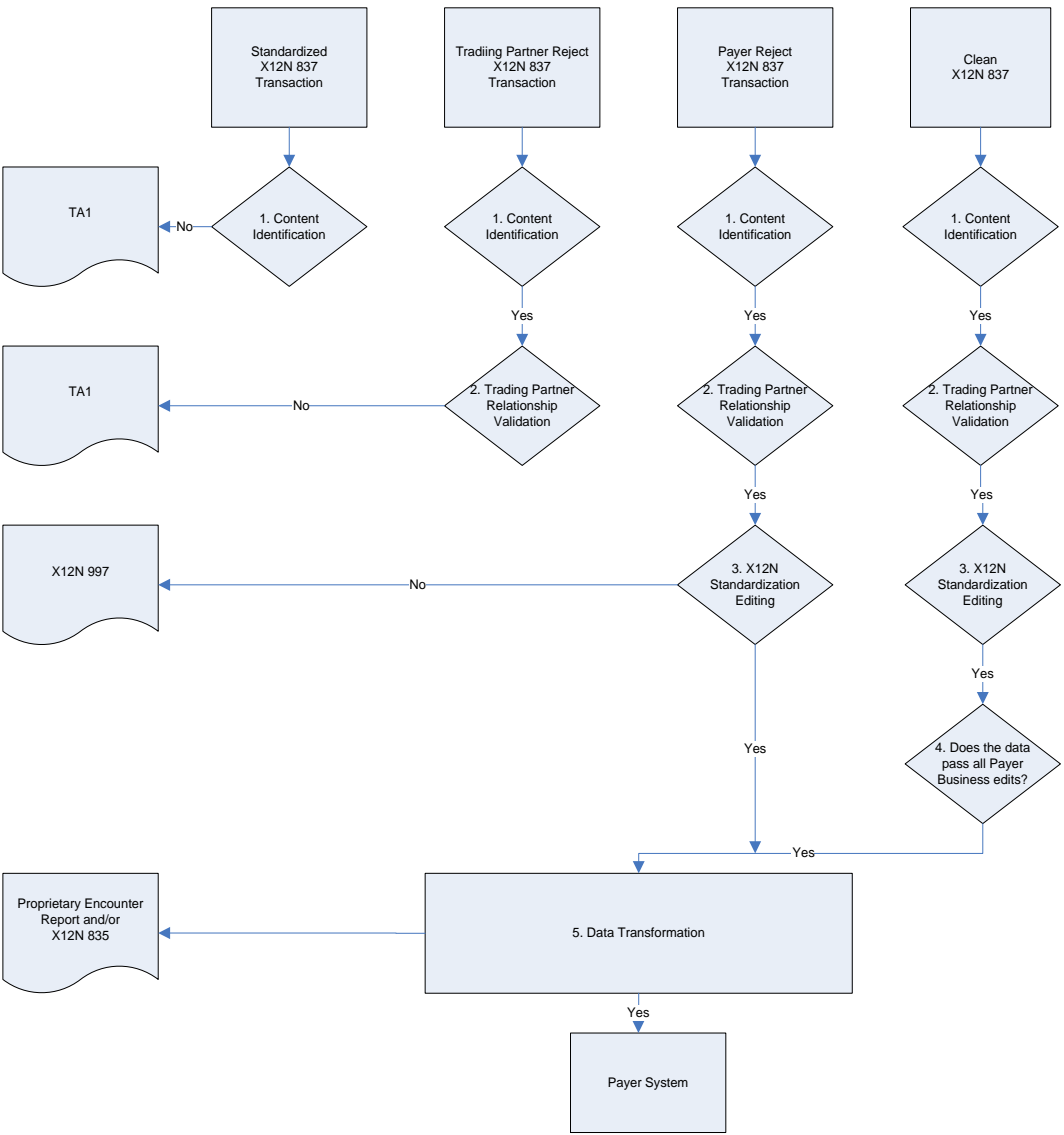 Standardized
X12N 837
Transaction
Tradiing Partner Reject
X12N 837
Transaction
Payer Reject
X12N 837
Transaction
Clean
X12N 837
TA1
No
1. Content
Identification
1. Content
Identification
1. Content
Identification
1. Content
Identification
Yes
Yes
Yes
TA1
No
2. Trading Partner
Relationship
Validation
2. Trading Partner
Relationship
Validation
2. Trading Partner
Relationship
Validation
Yes
Yes
X12N 997
No
3. X12N
Standardization
Editing
3. X12N
Standardization
Editing
Yes
Yes
4. Does the data
pass all Payer
Business edits?
Yes
Proprietary Encounter
Report and/or
X12N 835
5. Data Transformation
Yes
Payer System